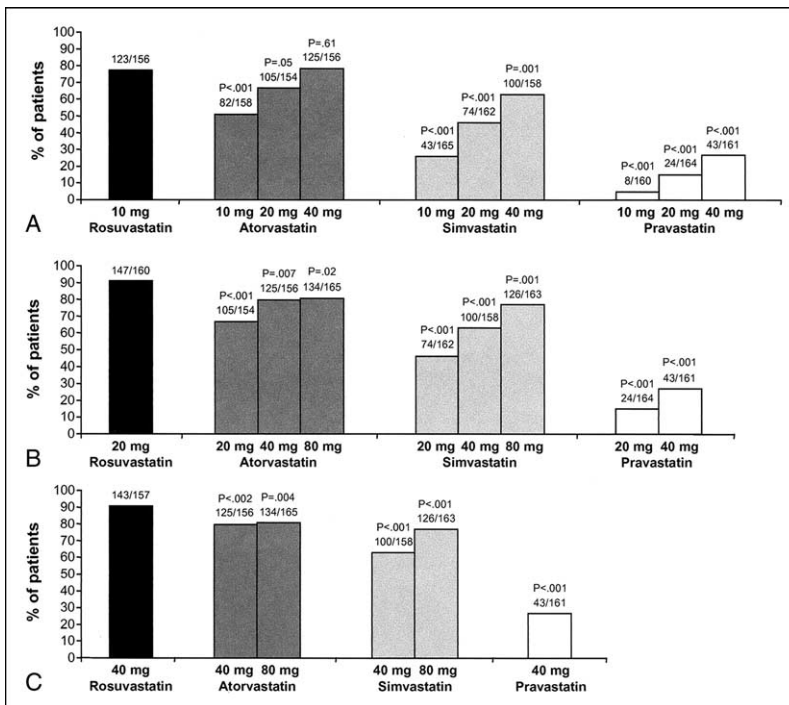 % of patients
100
90
80
70
60
50
40
30
20
10
0
123/156
P<.001
82/158
P=.05
105/154
P=.61
125/156
P<.001
43/165
P<.001
74/162
P=.001
100/158
P<.001
8/160
P<.001
24/164
P<.001
43/161
10 mg
10 mg 20 mg 40 mg
10 mg 20 mg 40 mg
10 mg 20 mg 40 mg
Rosuvastatin
Atorvastatin
Simvastatin
Pravastatin
A
% of patients
100
90
80
70
60
50
40
30
20
10
0
147/160
P<.001
105/154
P=.007
125/156
P=.02
134/165
P<.001
74/162
P<.001
100/158
P=.001
126/163
P<.001
24/164
P<.001
43/161
20 mg
20 mg 40 mg 80 mg
20 mg 40 mg 80 mg
20 mg 40 mg
Rosuvastatin
Atorvastatin
Simvastatin
Pravastatin
B
% of patients
100
90
80
70
60
50
40
30
20
10
0
143/157
P<.002
125/156
P=.004
134/165
P<.001
100/158
P<.001
126/163
P<.001
43/161
40 mg
40 mg 80 mg
40 mg 80 mg
40 mg
Rosuvastatin
Atorvastatin
Simvastatin
Pravastatin
C